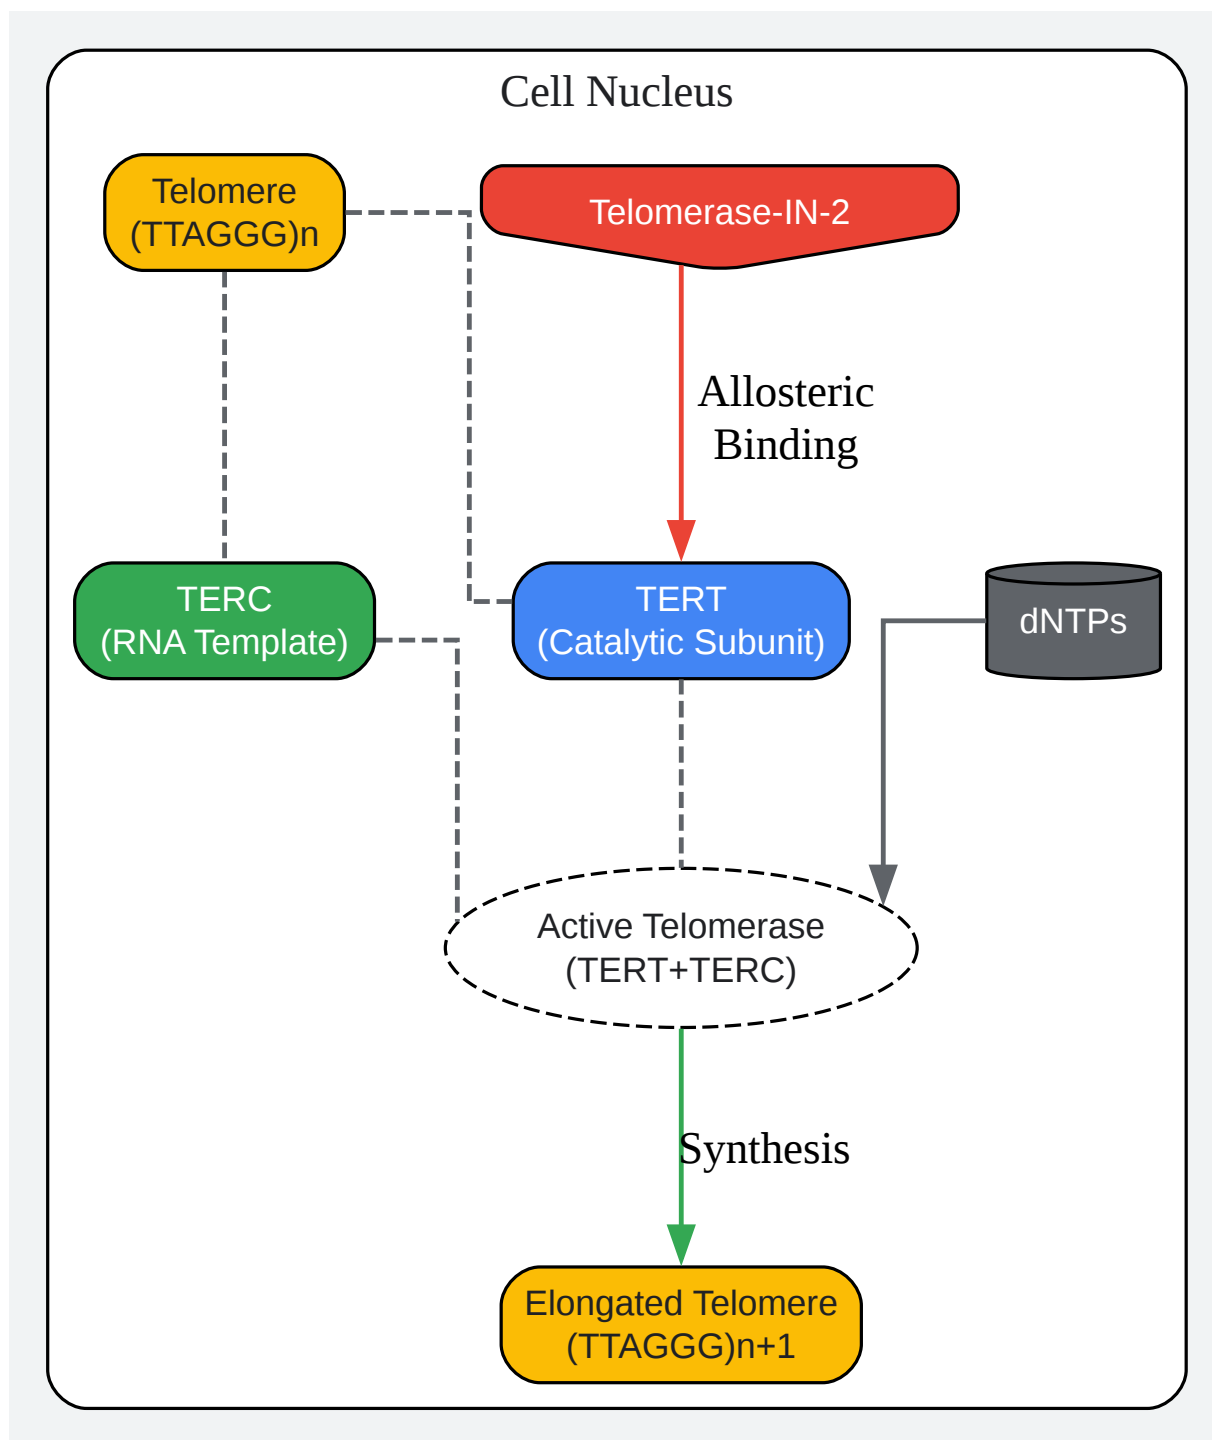 Cell Nucleus
Telomere
(TTAGGG)n
Telomerase-IN-2
Allosteric
Binding
TERC
(RNA Template)
TERT
(Catalytic Subunit)
dNTPs
Active Telomerase
(TERT+TERC)
Synthesis
Elongated Telomere
(TTAGGG)n+1